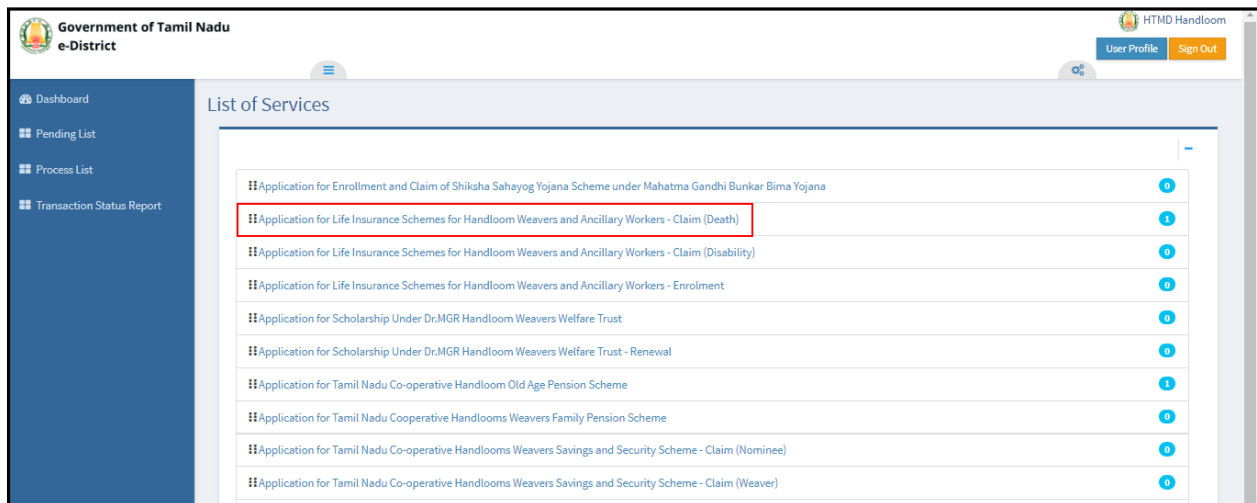 Government of Tamil Nadu
e-District
HTMD Handloom
User Profile
Sign Out
Dashboard
Pending List
Process List
Transaction Status Report
List of Services
Application for Enrollment and Claim of Shiksha Sahayog Yojana Scheme under Mahatma Gandhi Bunkar Bima Yojana 0
Application for Life Insurance Schemes for Handloom Weavers and Ancillary Workers - Claim (Death) 1
Application for Life Insurance Schemes for Handloom Weavers and Ancillary Workers - Claim (Disability) 0
Application for Life Insurance Schemes for Handloom Weavers and Ancillary Workers - Enrolment 0
Application for Scholarship Under Dr.MGR Handloom Weavers Welfare Trust 0
Application for Scholarship Under Dr.MGR Handloom Weavers Welfare Trust - Renewal 0
Application for Tamil Nadu Co-operative Handloom Old Age Pension Scheme 1
Application for Tamil Nadu Cooperative Handlooms Weavers Family Pension Scheme 0
Application for Tamil Nadu Co-operative Handlooms Weavers Savings and Security Scheme - Claim (Nominee) 0
Application for Tamil Nadu Co-operative Handlooms Weavers Savings and Security Scheme - Claim (Weaver) 0